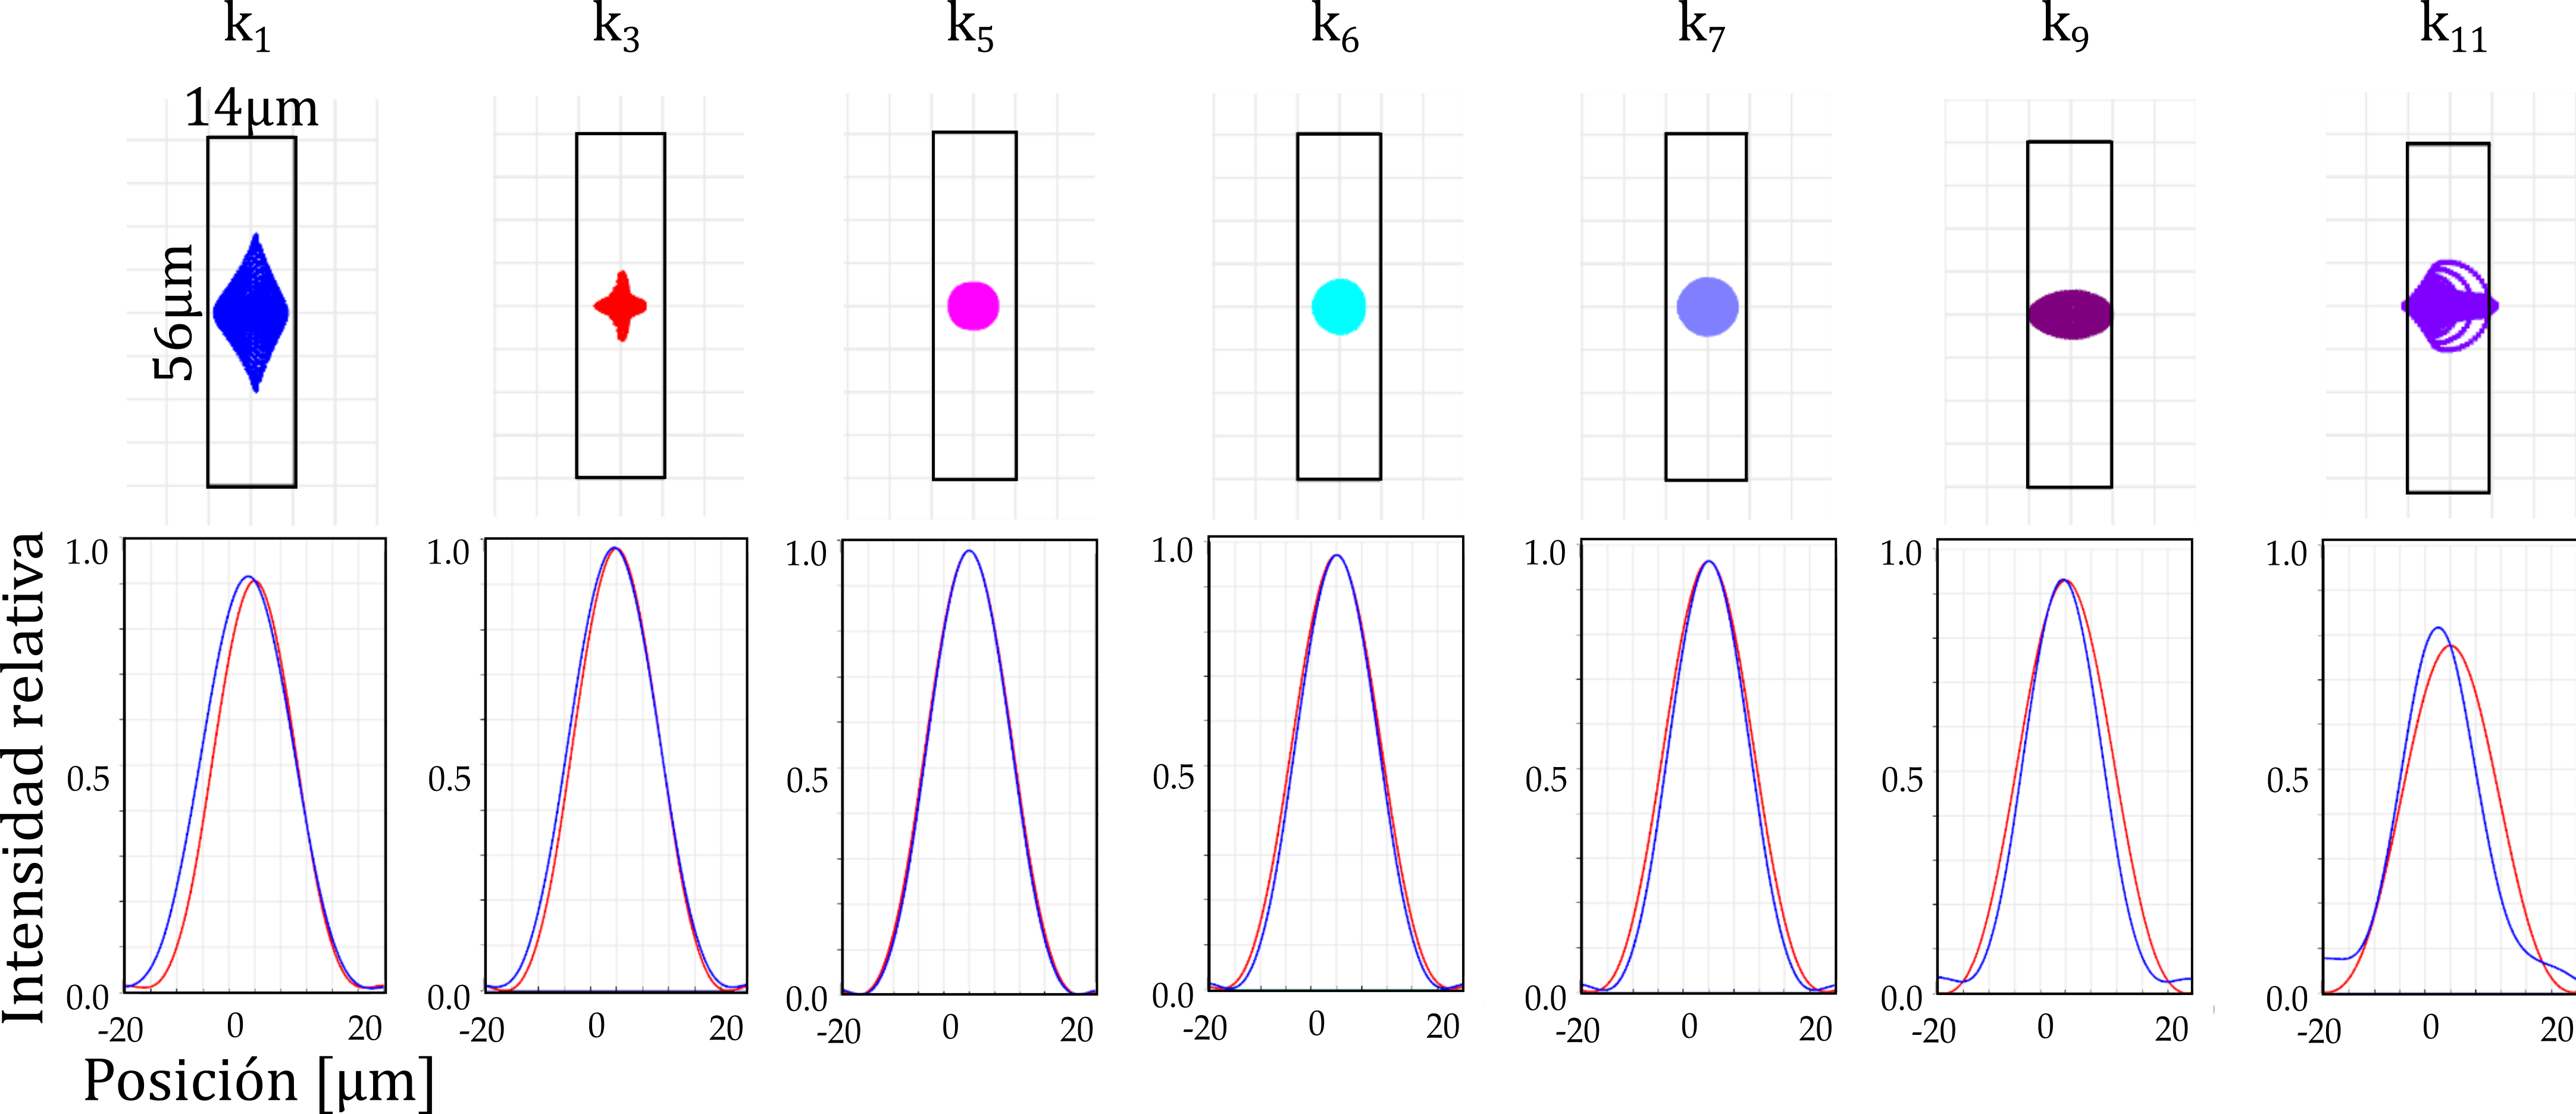 k₁ k₃ k₅ k₆ k₇ k₉ k₁₁
14μm
56μm
Intensidad relativa
1.0 1.0 1.0 1.0 1.0 1.0 1.0
0.5 0.5 0.5 0.5 0.5 0.5 0.5
0.0 0.0 0.0 0.0 0.0 0.0 0.0
-20 0 20 -20 0 20 -20 0 20 -20 0 20 -20 0 20 -20 0 20 -20 0 20
Posición [μm]